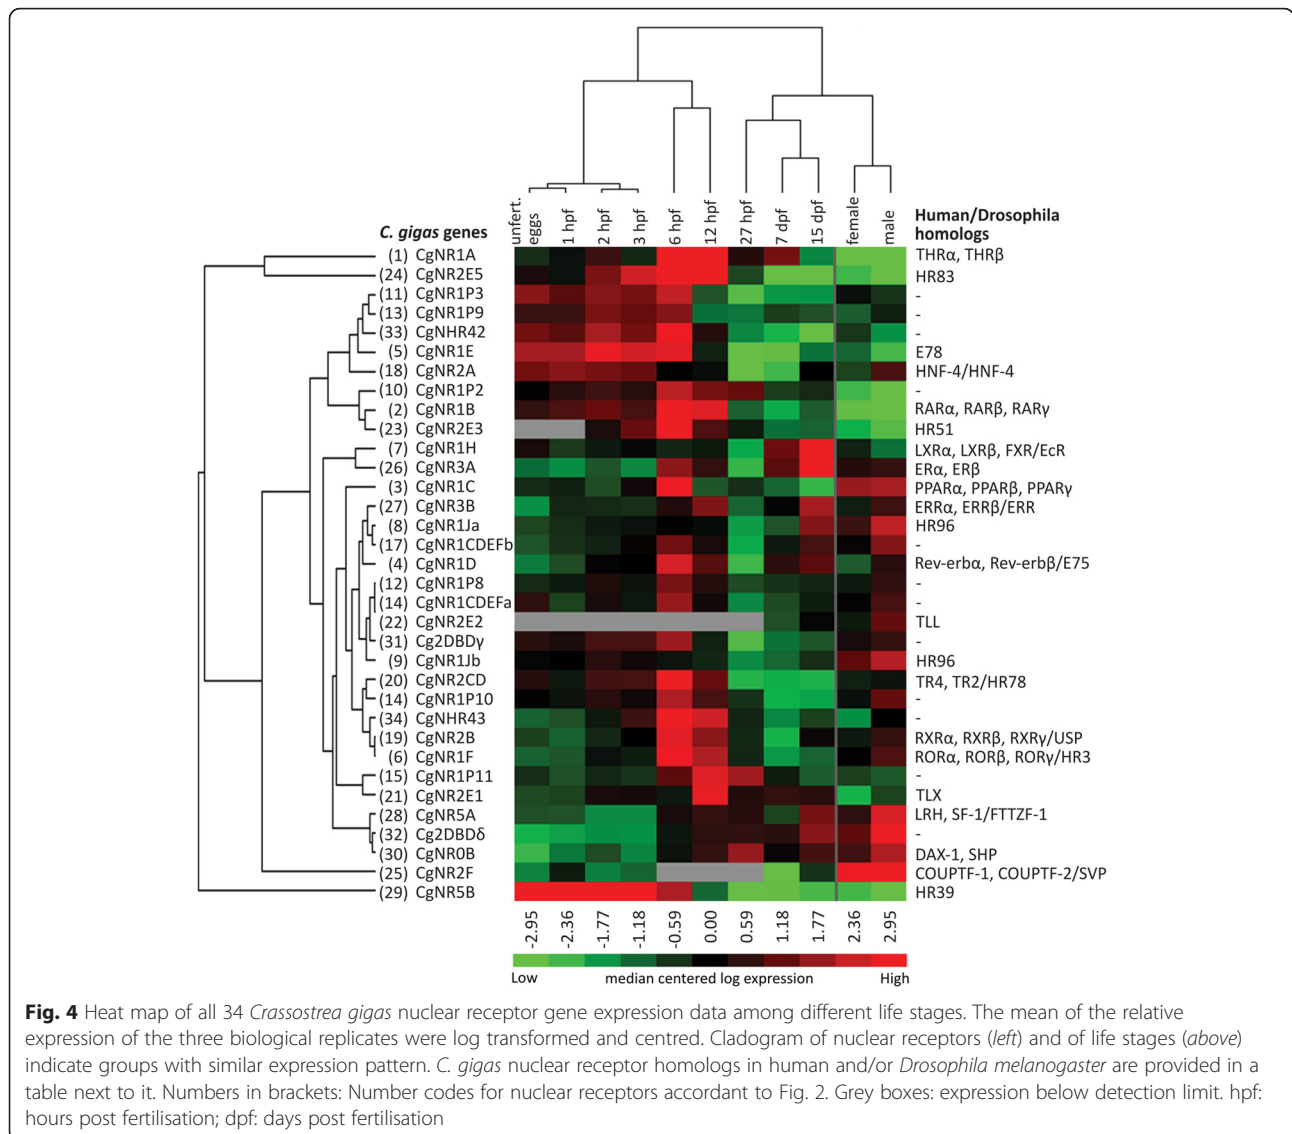 unfert.
eggs
1 hpf
2 hpf
3 hpf
6 hpf
12 hpf
27 hpf
7 dpf
15 dpf
female
male
C. gigas genes
Human/Drosophila
homologs
(1) CgNR1A THRα, THRβ
(24) CgNR2E5 HR83
(11) CgNR1P3 -
(13) CgNR1P9 -
(33) CgNHR42 -
(5) CgNR1E E78
(18) CgNR2A HNF-4/HNF-4
(10) CgNR1P2 -
(2) CgNR1B RARα, RARβ, RARγ
(23) CgNR2E3 HR51
(7) CgNR1H LXRα, LXRβ, FXR/EcR
(26) CgNR3A ERα, ERβ
(3) CgNR1C PPARα, PPARβ, PPARγ
(27) CgNR3B ERRα, ERRβ/ERR
(8) CgNR1Ja HR96
(17) CgNR1CDEFb -
(4) CgNR1D Rev-erbα, Rev-erbβ/E75
(12) CgNR1P8 -
(14) CgNR1CDEFa -
(22) CgNR2E2 TLL
(31) Cg2DBDγ -
(9) CgNR1Jb HR96
(20) CgNR2CD TR4, TR2/HR78
(14) CgNR1P10 -
(34) CgNHR43 -
(19) CgNR2B RXRα, RXRβ, RXRγ/USP
(6) CgNR1F RORα, RORβ, RORγ/HR3
(15) CgNR1P11 -
(21) CgNR2E1 TLX
(28) CgNR5A LRH, SF-1/FTTZF-1
(32) Cg2DBDδ -
(30) CgNR0B DAX-1, SHP
(25) CgNR2F COUPTF-1, COUPTF-2/SVP
(29) CgNR5B HR39
-2.95
-2.36
-1.77
-1.18
-0.59
0.00
0.59
1.18
1.77
2.36
2.95
Low median centered log expression High
Fig. 4 Heat map of all 34 Crassostrea gigas nuclear receptor gene expression data among different life stages. The mean of the relative
expression of the three biological replicates were log transformed and centred. Cladogram of nuclear receptors (left) and of life stages (above)
indicate groups with similar expression pattern. C. gigas nuclear receptor homologs in human and/or Drosophila melanogaster are provided in a
table next to it. Numbers in brackets: Number codes for nuclear receptors accordant to Fig. 2. Grey boxes: expression below detection limit. hpf:
hours post fertilisation; dpf: days post fertilisation